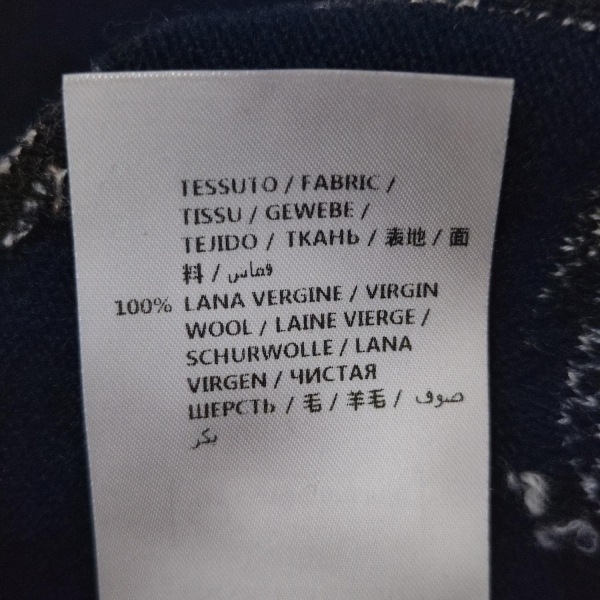 TESSUTO / FABRIC /
TISSU / GEWEBE /
TEJIDO / ТКАНЬ / 表地 / 面
料 / قماش
100% LANA VERGINE / VIRGIN
WOOL / LAINE VIERGE /
SCHURWOLLE / LANA
VIRGEN / ЧИСТАЯ
ШЕРСТЬ / 毛 / 羊毛 / صوف
بكر